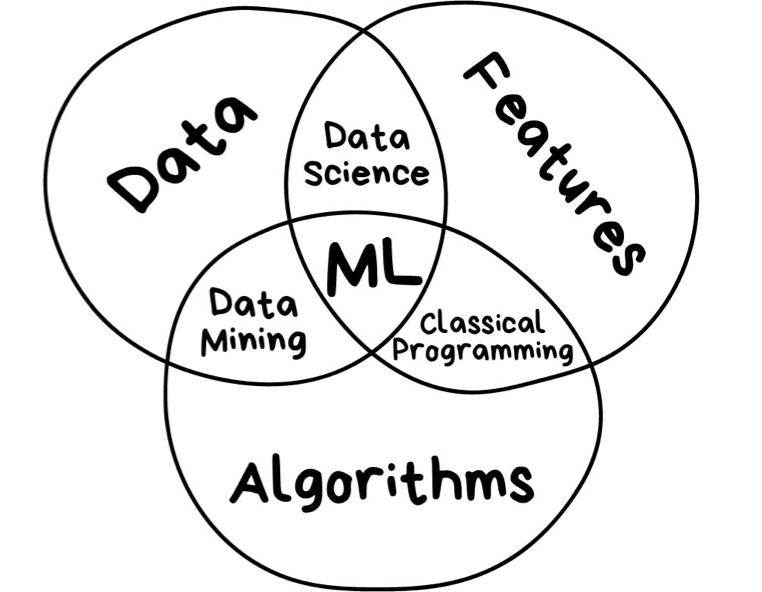 Data
Features
Data
Science
ML
Data
Mining
Classical
Programming
Algorithms